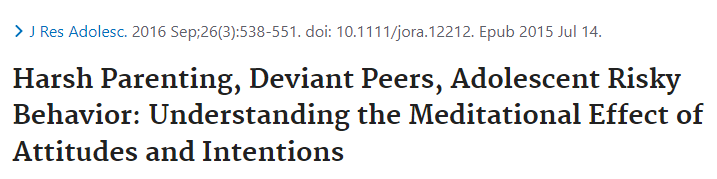 J Res Adolesc. 2016 Sep;26(3):538-551. doi: 10.1111/jora.12212. Epub 2015 Jul 14.
Harsh Parenting, Deviant Peers, Adolescent Risky
Behavior: Understanding the Meditational Effect of
Attitudes and Intentions